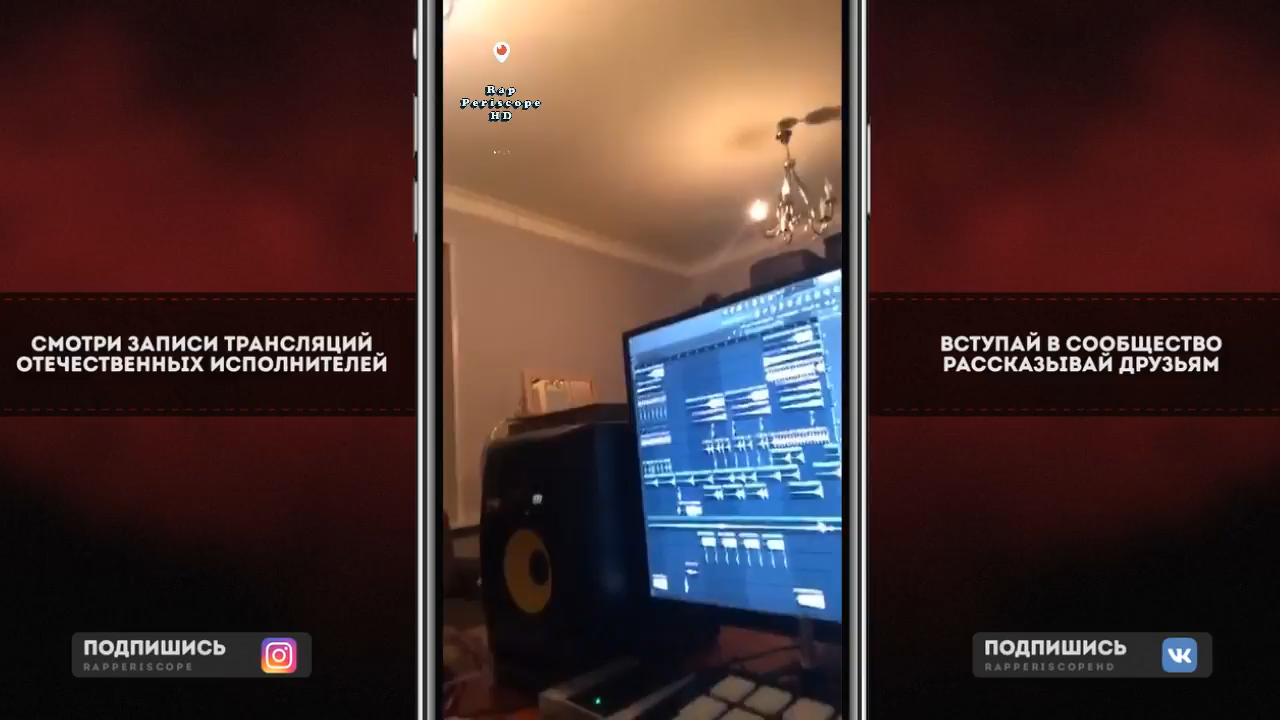 Rap
Periscope
HD
СМОТРИ ЗАПИСИ ТРАНСЛЯЦИЙ
ОТЕЧЕСТВЕННЫХ ИСПОЛНИТЕЛЕЙ
ВСТУПАЙ В СООБЩЕСТВО
РАССКАЗЫВАЙ ДРУЗЬЯМ
ПОДПИШИСЬ
RAPPERISCOPE
ПОДПИШИСЬ
RAPPERISCOPEHD